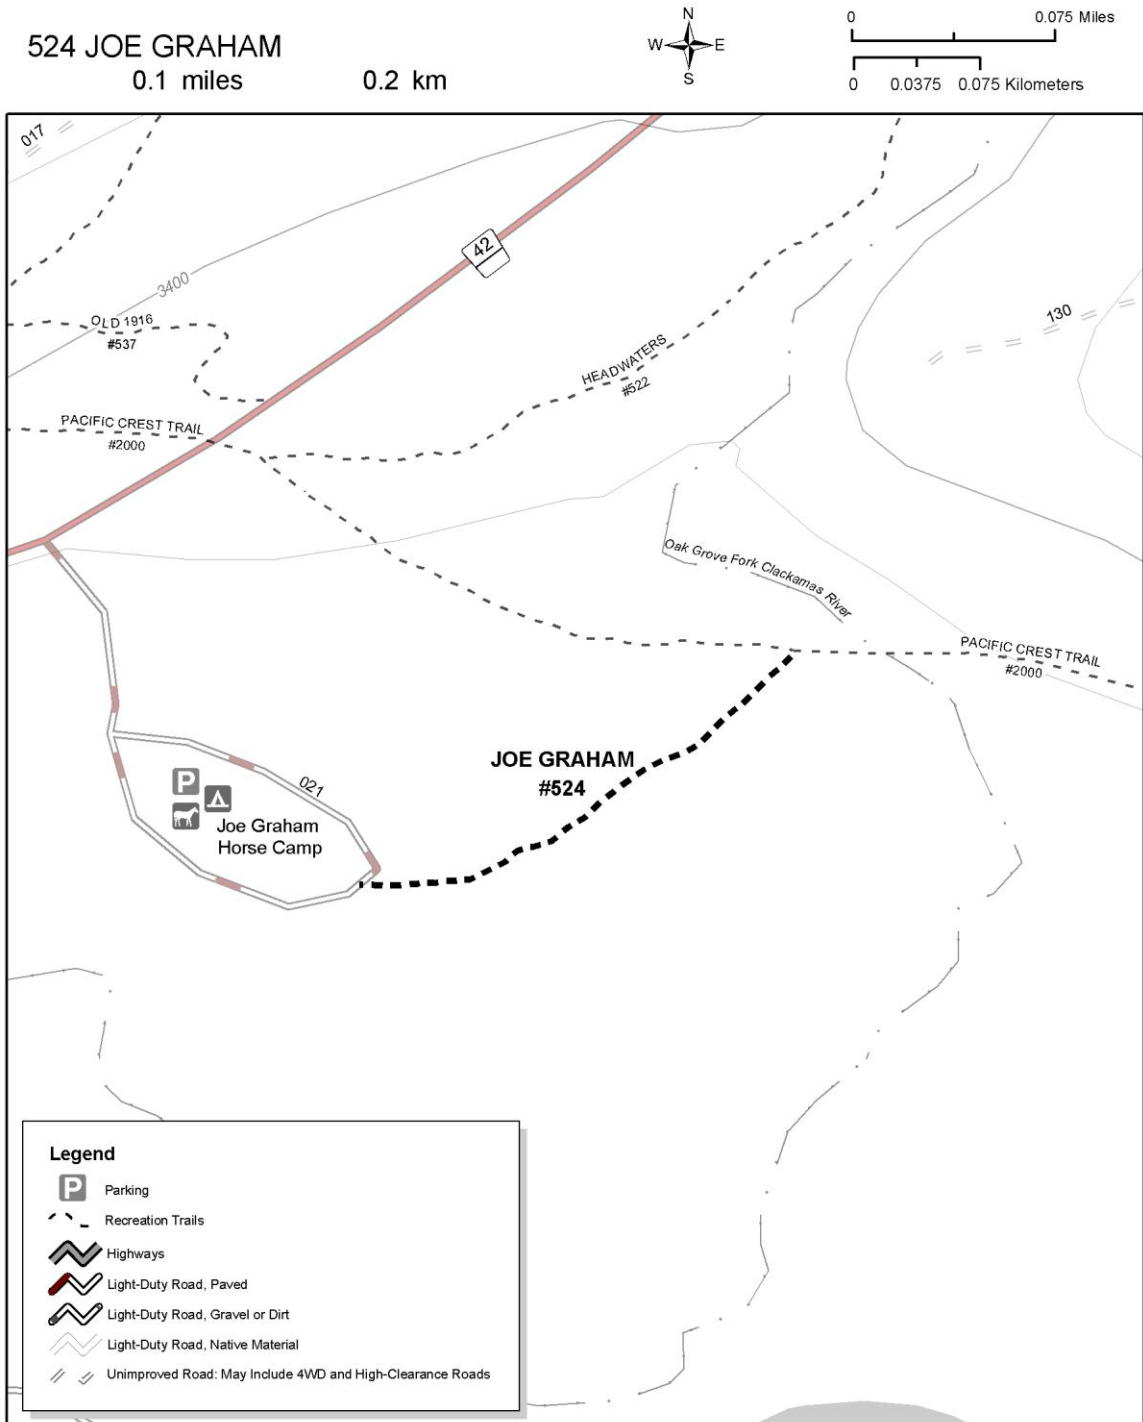 524 JOE GRAHAM
0.1 miles 0.2 km
N
W E
S
0 0.075 Miles
0 0.0375 0.075 Kilometers
017
42
3400
OLD 1916
#537
130
HEADWATERS
#522
PACIFIC CREST TRAIL
#2000
Oak Grove Fork Clackamas River
PACIFIC CREST TRAIL
#2000
JOE GRAHAM
#524
021
P
Joe Graham
Horse Camp
Legend
P Parking
Recreation Trails
Highways
Light-Duty Road, Paved
Light-Duty Road, Gravel or Dirt
Light-Duty Road, Native Material
Unimproved Road: May Include 4WD and High-Clearance Roads